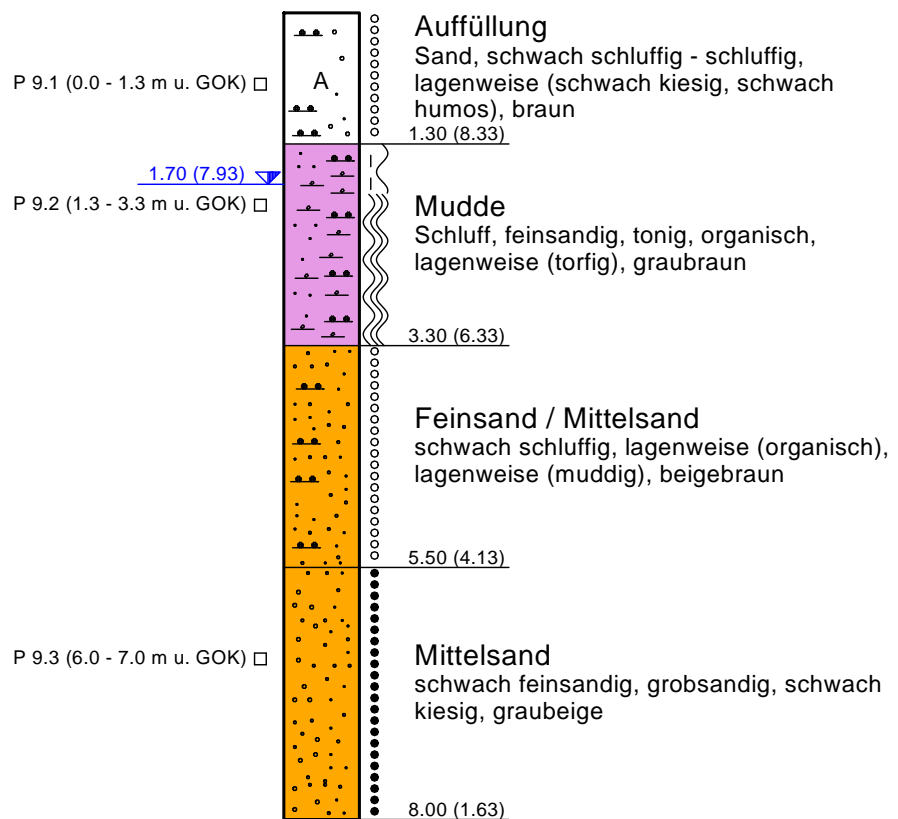 Auffüllung
Sand, schwach schluffig - schluffig,
lagenweise (schwach kiesig, schwach
humos), braun
P 9.1 (0.0 - 1.3 m u. GOK)
A
1.30 (8.33)
1.70 (7.93)
P 9.2 (1.3 - 3.3 m u. GOK)
Mudde
Schluff, feinsandig, tonig, organisch,
lagenweise (torfig), graubraun
3.30 (6.33)
Feinsand / Mittelsand
schwach schluffig, lagenweise (organisch),
lagenweise (muddig), beigebraun
5.50 (4.13)
P 9.3 (6.0 - 7.0 m u. GOK)
Mittelsand
schwach feinsandig, grobsandig, schwach
kiesig, graubeige
8.00 (1.63)